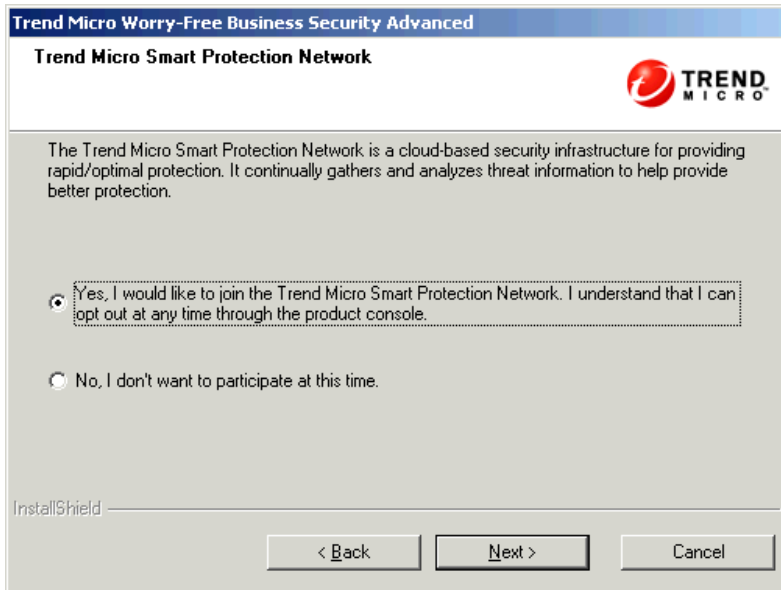 Trend Micro Worry-Free Business Security Advanced
Trend Micro Smart Protection Network
TREND
MICRO
The Trend Micro Smart Protection Network is a cloud-based security infrastructure for providing
rapid/optimal protection. It continually gathers and analyzes threat information to help provide
better protection.
Yes, I would like to join the Trend Micro Smart Protection Network. I understand that I can
opt out at any time through the product console.
No, I don't want to participate at this time.
InstallShield
< Back
Next >
Cancel